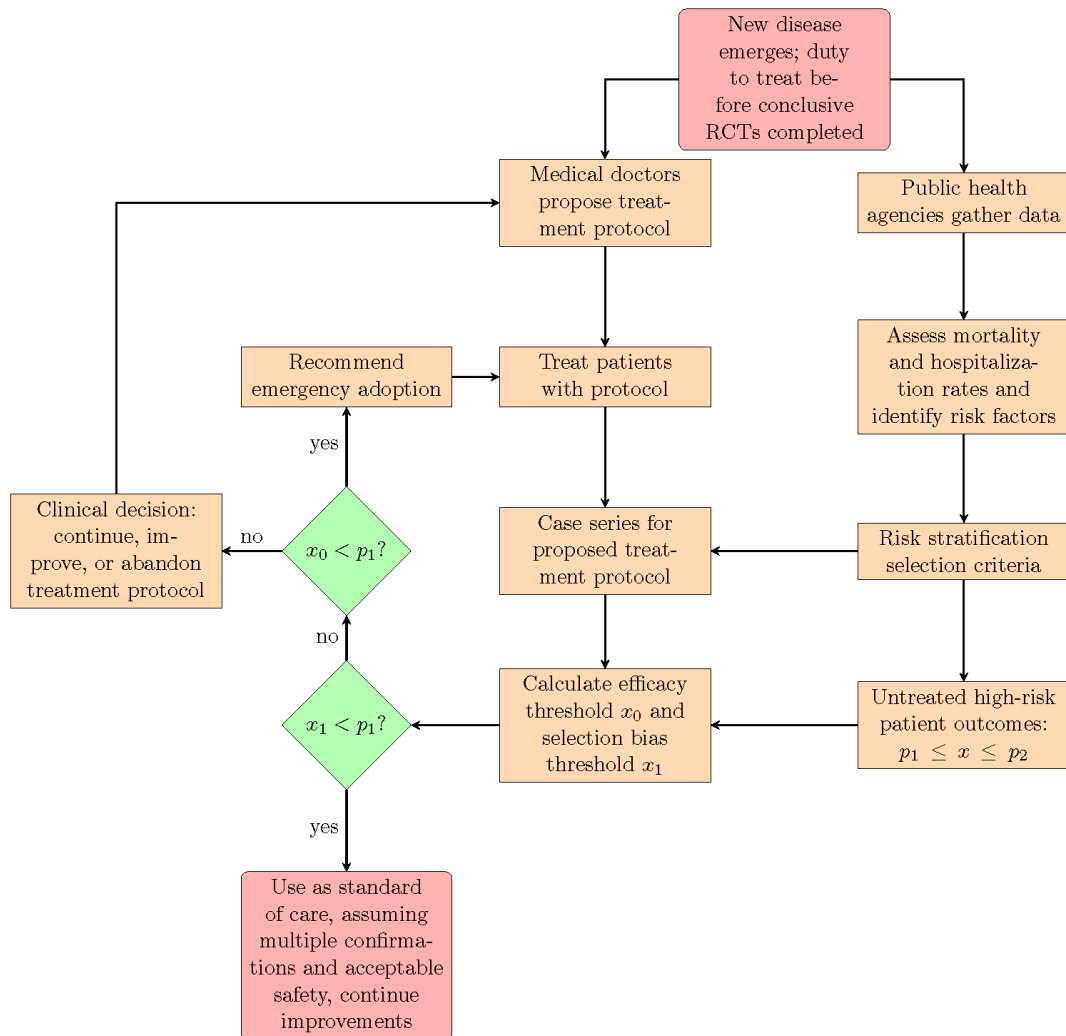 New disease
emerges; duty
to treat be-
fore conclusive
RCTs completed
Medical doctors
propose treat-
ment protocol
Public health
agencies gather data
Recommend
emergency adoption
Treat patients
with protocol
Assess mortality
and hospitaliza-
tion rates and
identify risk factors
yes
Clinical decision:
continue, im-
prove, or abandon
treatment protocol
no
x₀ < p₁?
Case series for
proposed treat-
ment protocol
Risk stratification
selection criteria
no
x₁ < p₁?
Calculate efficacy
threshold x₀ and
selection bias
threshold x₁
Untreated high-risk
patient outcomes:
p₁ ≤ x ≤ p₂
yes
Use as standard
of care, assuming
multiple confirma-
tions and acceptable
safety, continue
improvements